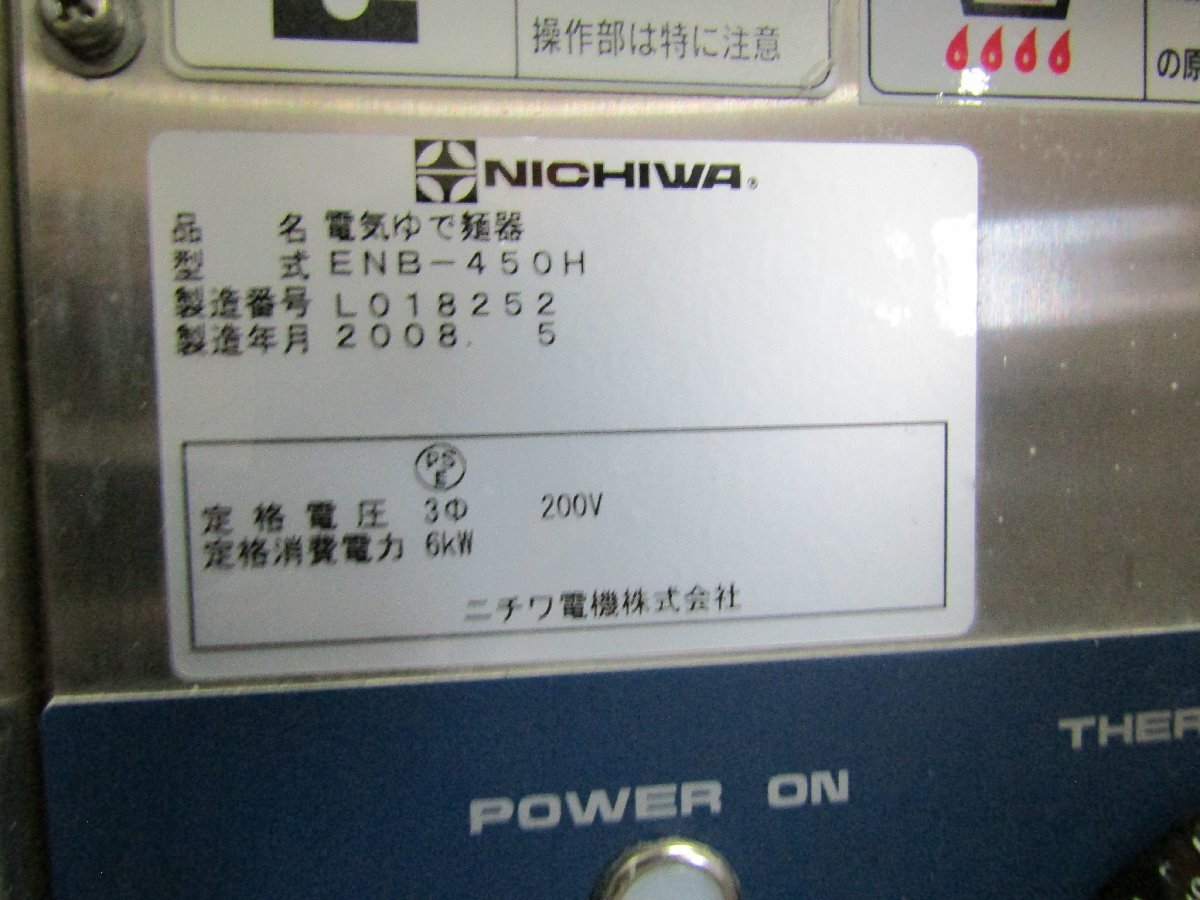 操作部は特に注意
の原
NICHIWA®
品 名 電気ゆで麺器
型 式 ENB-450H
製造番号 L018252
製造年月 2008. 5
PSE
定格電圧 3Φ 200V
定格消費電力 6kW
ニチワ電機株式会社
THER
POWER ON